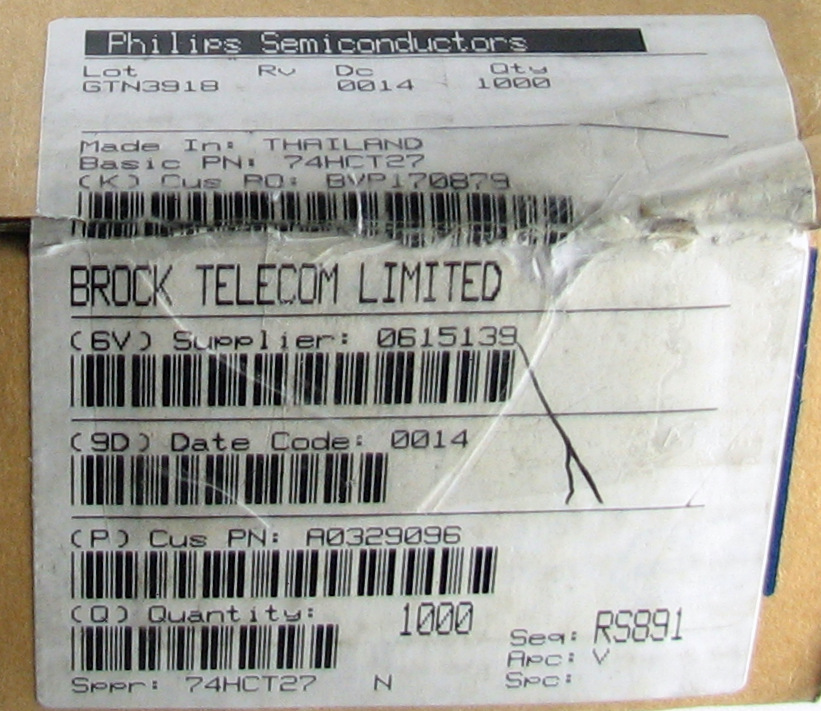 Philips Semiconductors
Lot Rv Dc Qty
GTN3918 0014 1000
Made In: THAILAND
Basic PN: 74HCT27
(K) Cus PO: BVP170879
BROCK TELECOM LIMITED
(6V) Supplier: 0615139
(9D) Date Code: 0014
(P) Cus PN: A0329096
(Q) Quantity: 1000
Seq: RS891
Apc: V
Sppr: 74HCT27 N Spc: